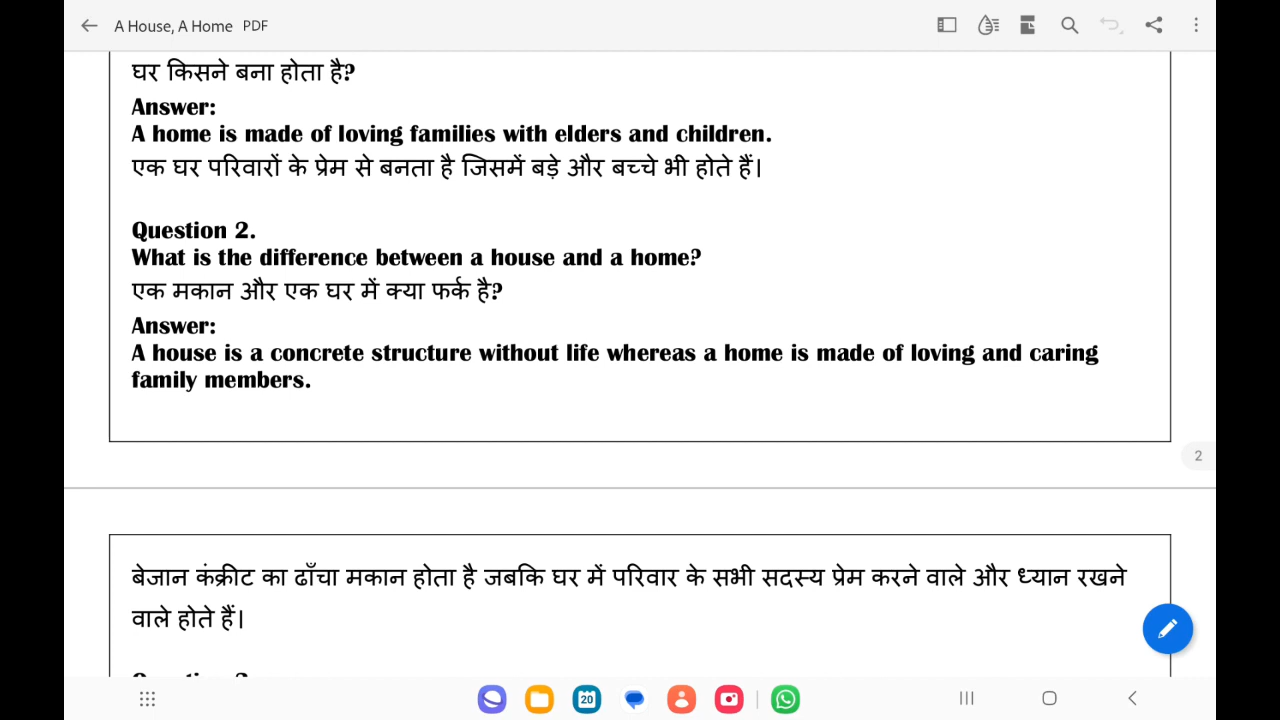 A House, A Home PDF
घर किसने बना होता है?
Answer:
A home is made of loving families with elders and children.
एक घर परिवारों के प्रेम से बनता है जिसमें बड़े और बच्चे भी होते हैं।
Question 2.
What is the difference between a house and a home?
एक मकान और एक घर में क्या फर्क है?
Answer:
A house is a concrete structure without life whereas a home is made of loving and caring
family members.
2
बेजान कंक्रीट का ढाँचा मकान होता है जबकि घर में परिवार के सभी सदस्य प्रेम करने वाले और ध्यान रखने
वाले होते हैं।
20